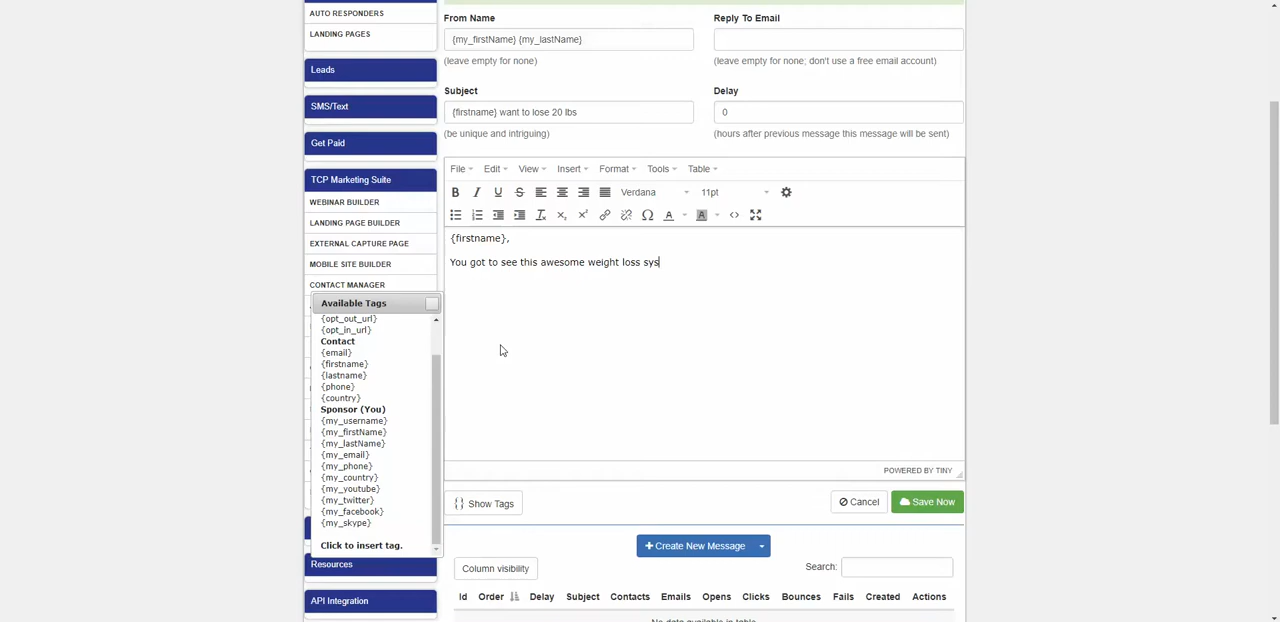 AUTO RESPONDERS
LANDING PAGES
Leads
SMS/Text
Get Paid
TCP Marketing Suite
WEBINAR BUILDER
LANDING PAGE BUILDER
EXTERNAL CAPTURE PAGE
MOBILE SITE BUILDER
CONTACT MANAGER
Available Tags
{opt_out_url}
{opt_in_url}
Contact
{email}
{firstname}
{lastname}
{phone}
{country}
Sponsor (You)
{my_username}
{my_firstName}
{my_lastName}
{my_email}
{my_phone}
{my_country}
{my_youtube}
{my_twitter}
{my_facebook}
{my_skype}
Click to insert tag.
Resources
API Integration
From Name
{my_firstName} {my_lastName}
(leave empty for none)
Reply To Email
(leave empty for none; don't use a free email account)
Subject
{firstname} want to lose 20 lbs
(be unique and intriguing)
Delay
0
(hours after previous message this message will be sent)
File Edit View Insert Format Tools Table
B I U S Verdana 11pt
{firstname},
You got to see this awesome weight loss sys
POWERED BY TINY
{ } Show Tags
Cancel
Save Now
+ Create New Message
Column visibility
Search:
Id Order Delay Subject Contacts Emails Opens Clicks Bounces Fails Created Actions
No data available in table